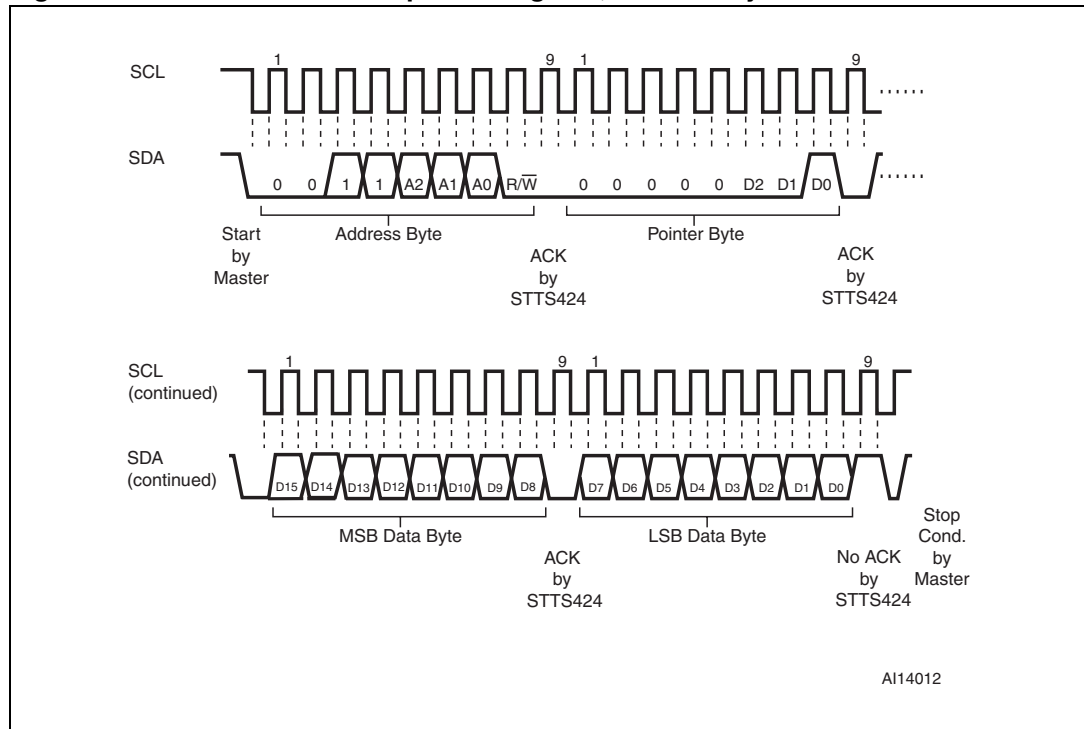 1 9 1 9
SCL
SDA
0 0 1 1 A2 A1 A0 R/W 0 0 0 0 0 D2 D1 D0
Start by Master
Address Byte
ACK by STTS424
Pointer Byte
ACK by STTS424
1 9 1 9
SCL (continued)
SDA (continued)
D15 D14 D13 D12 D11 D10 D9 D8 D7 D6 D5 D4 D3 D2 D1 D0
MSB Data Byte
ACK by STTS424
LSB Data Byte
No ACK by STTS424
Stop Cond. by Master
AI14012